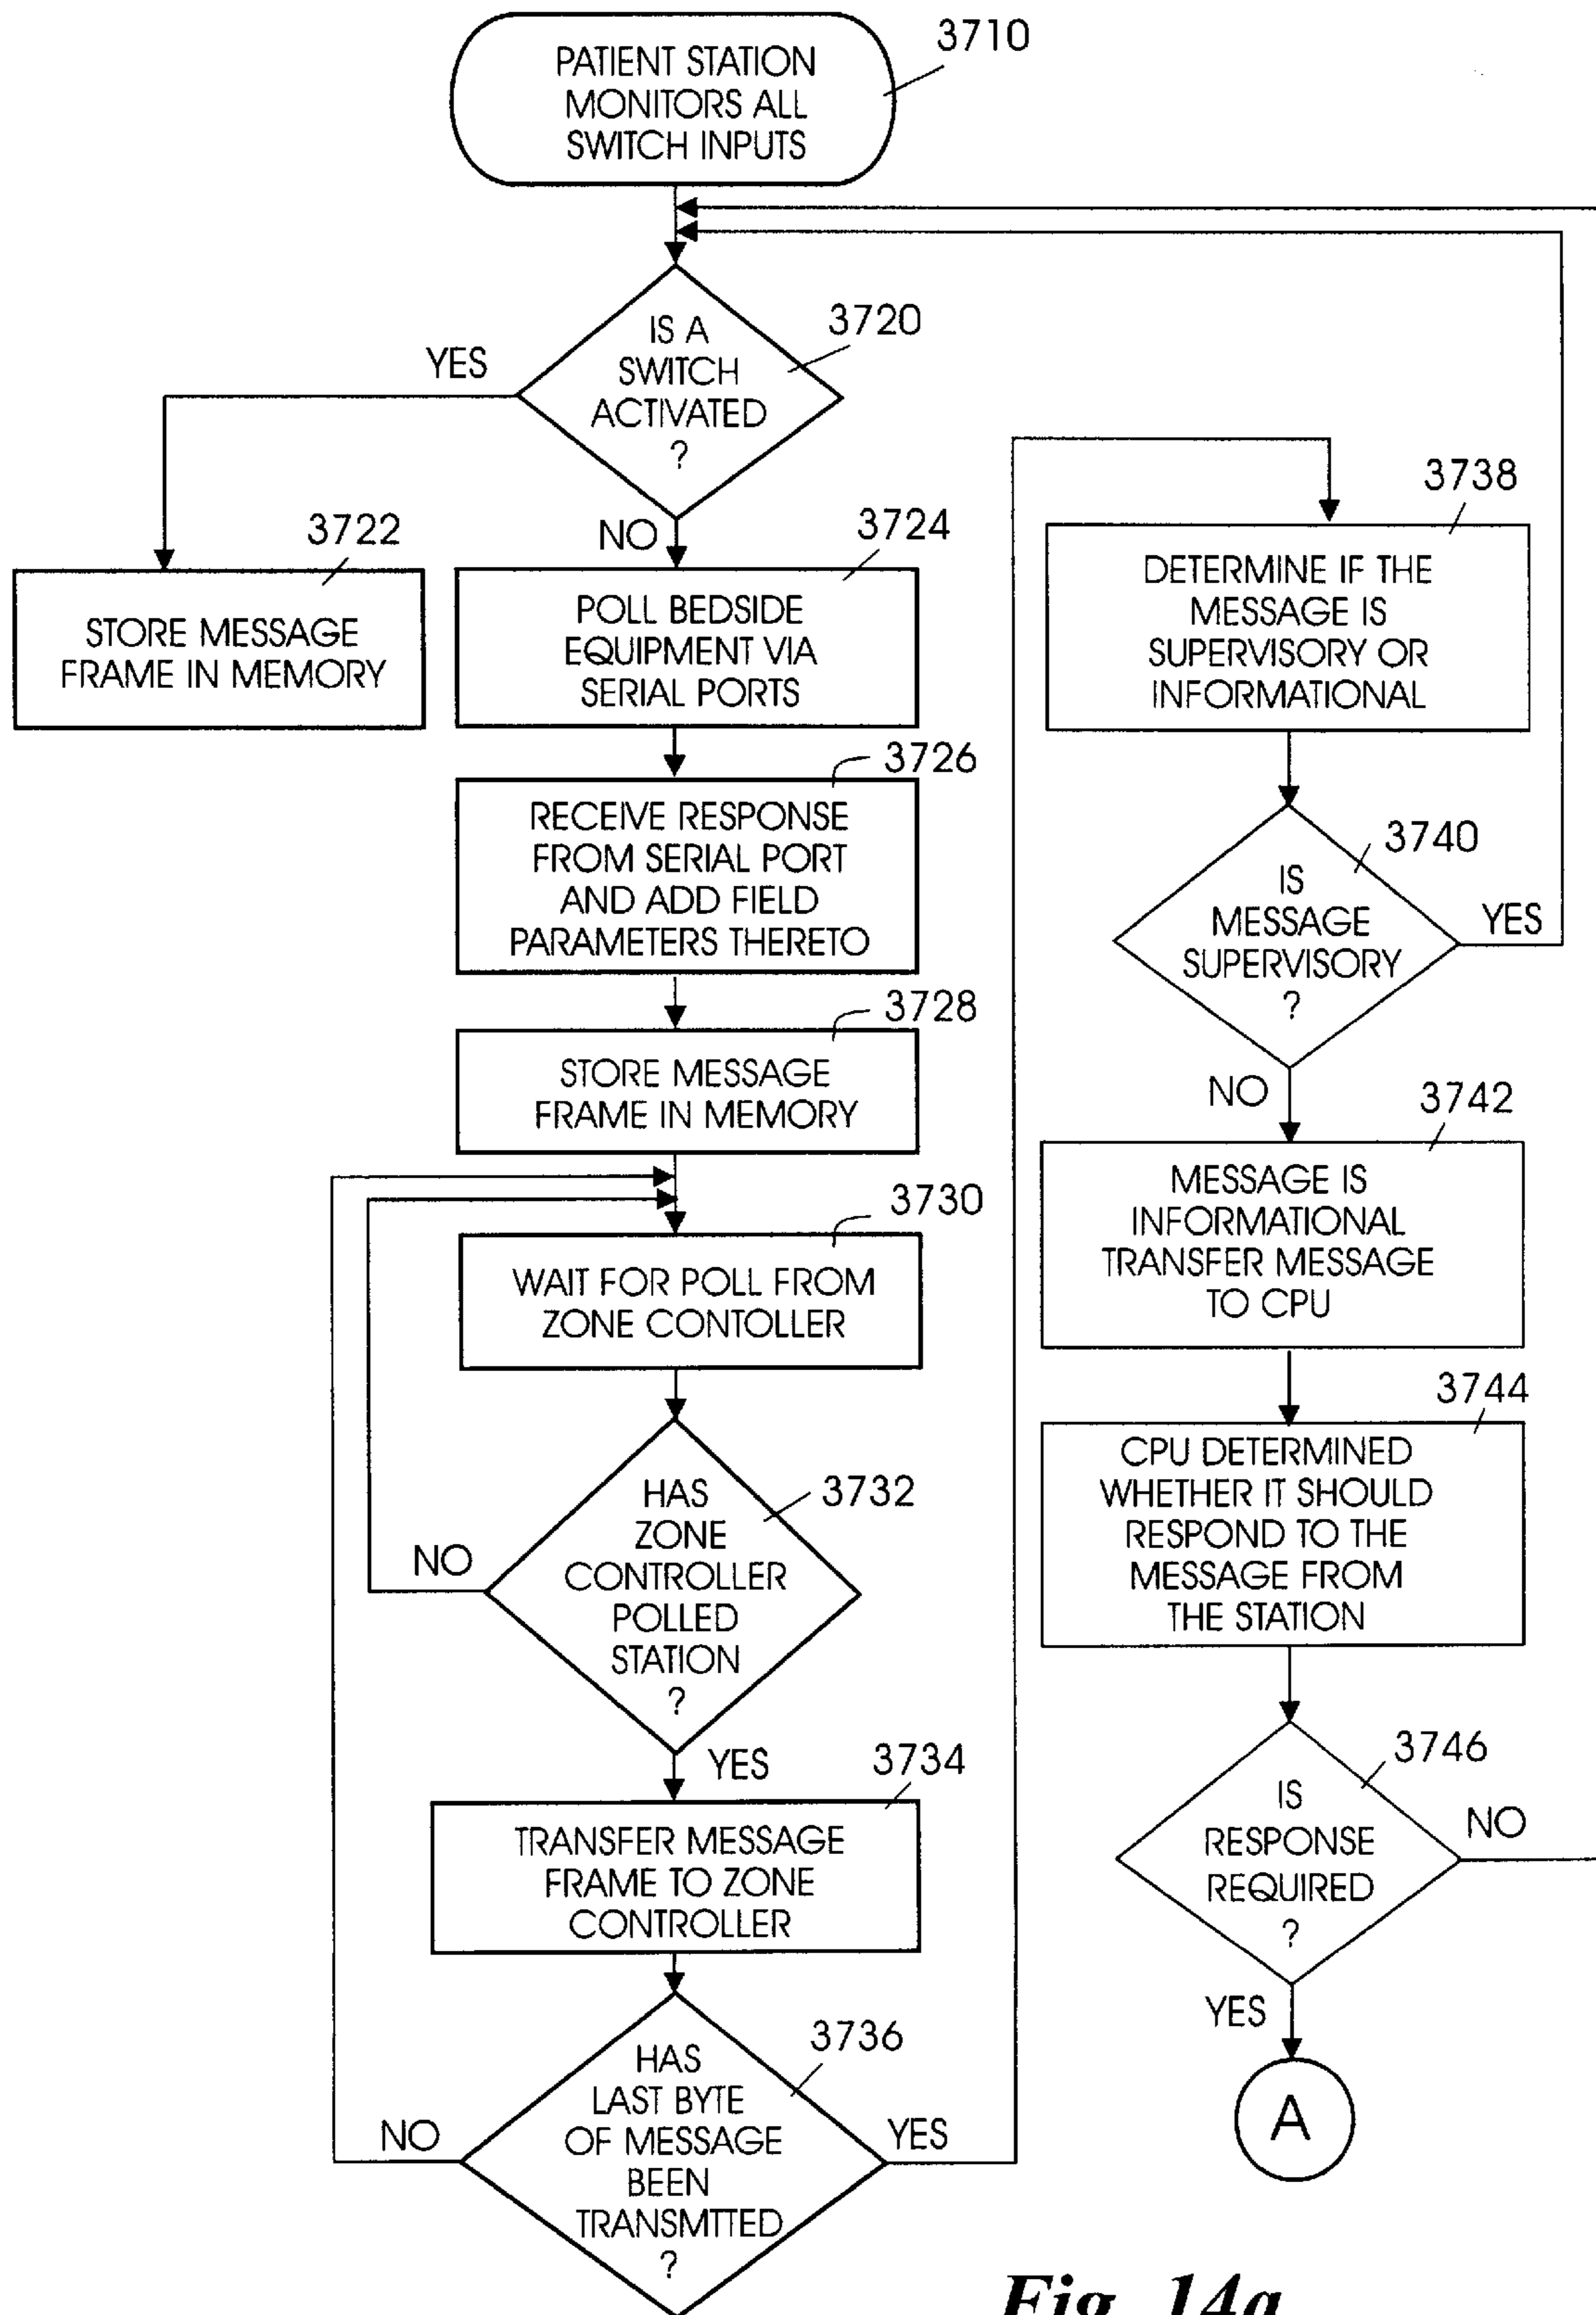 PATIENT STATION
MONITORS ALL
SWITCH INPUTS
3710
IS A
SWITCH
ACTIVATED
?
3720
YES
NO
3722
STORE MESSAGE
FRAME IN MEMORY
3724
POLL BEDSIDE
EQUIPMENT VIA
SERIAL PORTS
3726
RECEIVE RESPONSE
FROM SERIAL PORT
AND ADD FIELD
PARAMETERS THERETO
3728
STORE MESSAGE
FRAME IN MEMORY
3730
WAIT FOR POLL FROM
ZONE CONTOLLER
3732
HAS
ZONE
CONTROLLER
POLLED
STATION
?
NO
YES
3734
TRANSFER MESSAGE
FRAME TO ZONE
CONTROLLER
3736
HAS
LAST BYTE
OF MESSAGE
BEEN
TRANSMTTED
?
NO
YES
3738
DETERMINE IF THE
MESSAGE IS
SUPERVISORY OR
INFORMATIONAL
3740
IS
MESSAGE
SUPERVISORY
?
YES
NO
3742
MESSAGE IS
INFORMATIONAL
TRANSFER MESSAGE
TO CPU
3744
CPU DETERMINED
WHETHER IT SHOULD
RESPOND TO THE
MESSAGE FROM
THE STATION
3746
IS
RESPONSE
REQUIRED
?
NO
YES
A
Fig. 14a